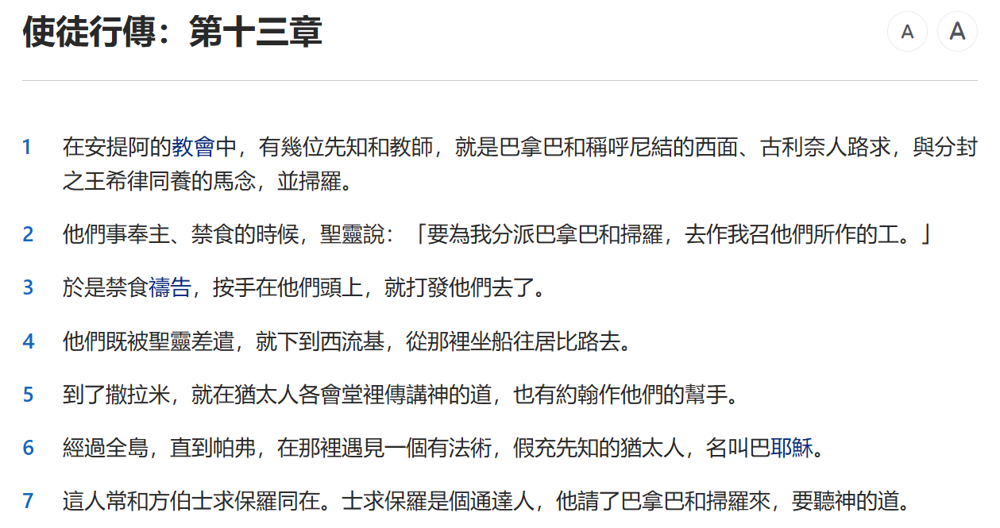 使徒行傳：第十三章
A A
1 在安提阿的教會中，有幾位先知和教師，就是巴拿巴和稱呼尼結的西面、古利奈人路求，與分封
之王希律同養的馬念，並掃羅。
2 他們事奉主、禁食的時候，聖靈說：「要為我分派巴拿巴和掃羅，去作我召他們所作的工。」
3 於是禁食禱告，按手在他們頭上，就打發他們去了。
4 他們既被聖靈差遣，就下到西流基，從那裡坐船往居比路去。
5 到了撒拉米，就在猶太人各會堂裡傳講神的道，也有約翰作他們的幫手。
6 經過全島，直到帕弗，在那裡遇見一個有法術，假充先知的猶太人，名叫巴耶穌。
7 這人常和方伯士求保羅同在。士求保羅是個通達人，他請了巴拿巴和掃羅來，要聽神的道。